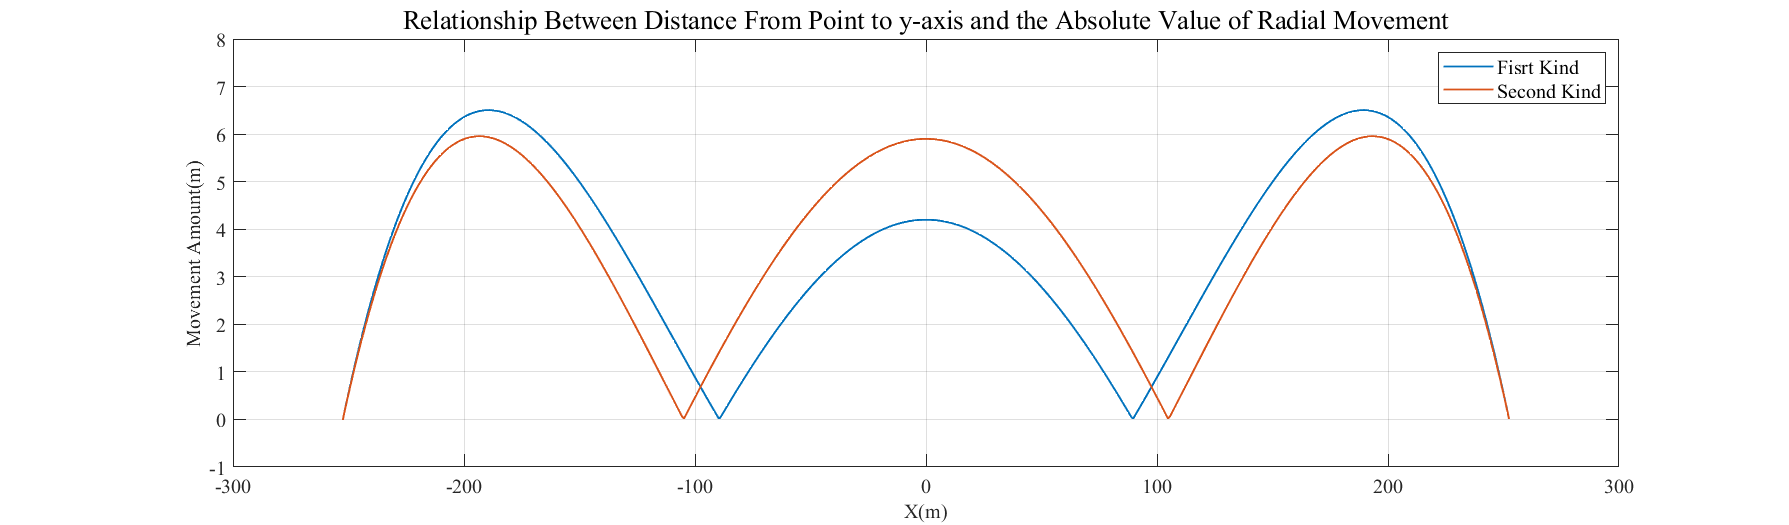 Relationship Between Distance From Point to y-axis and the Absolute Value of Radial Movement
8
7
6
5
4
3
2
1
0
-1
Movement Amount(m)
Fisrt Kind
Second Kind
-300 -200 -100 0 100 200 300
X(m)